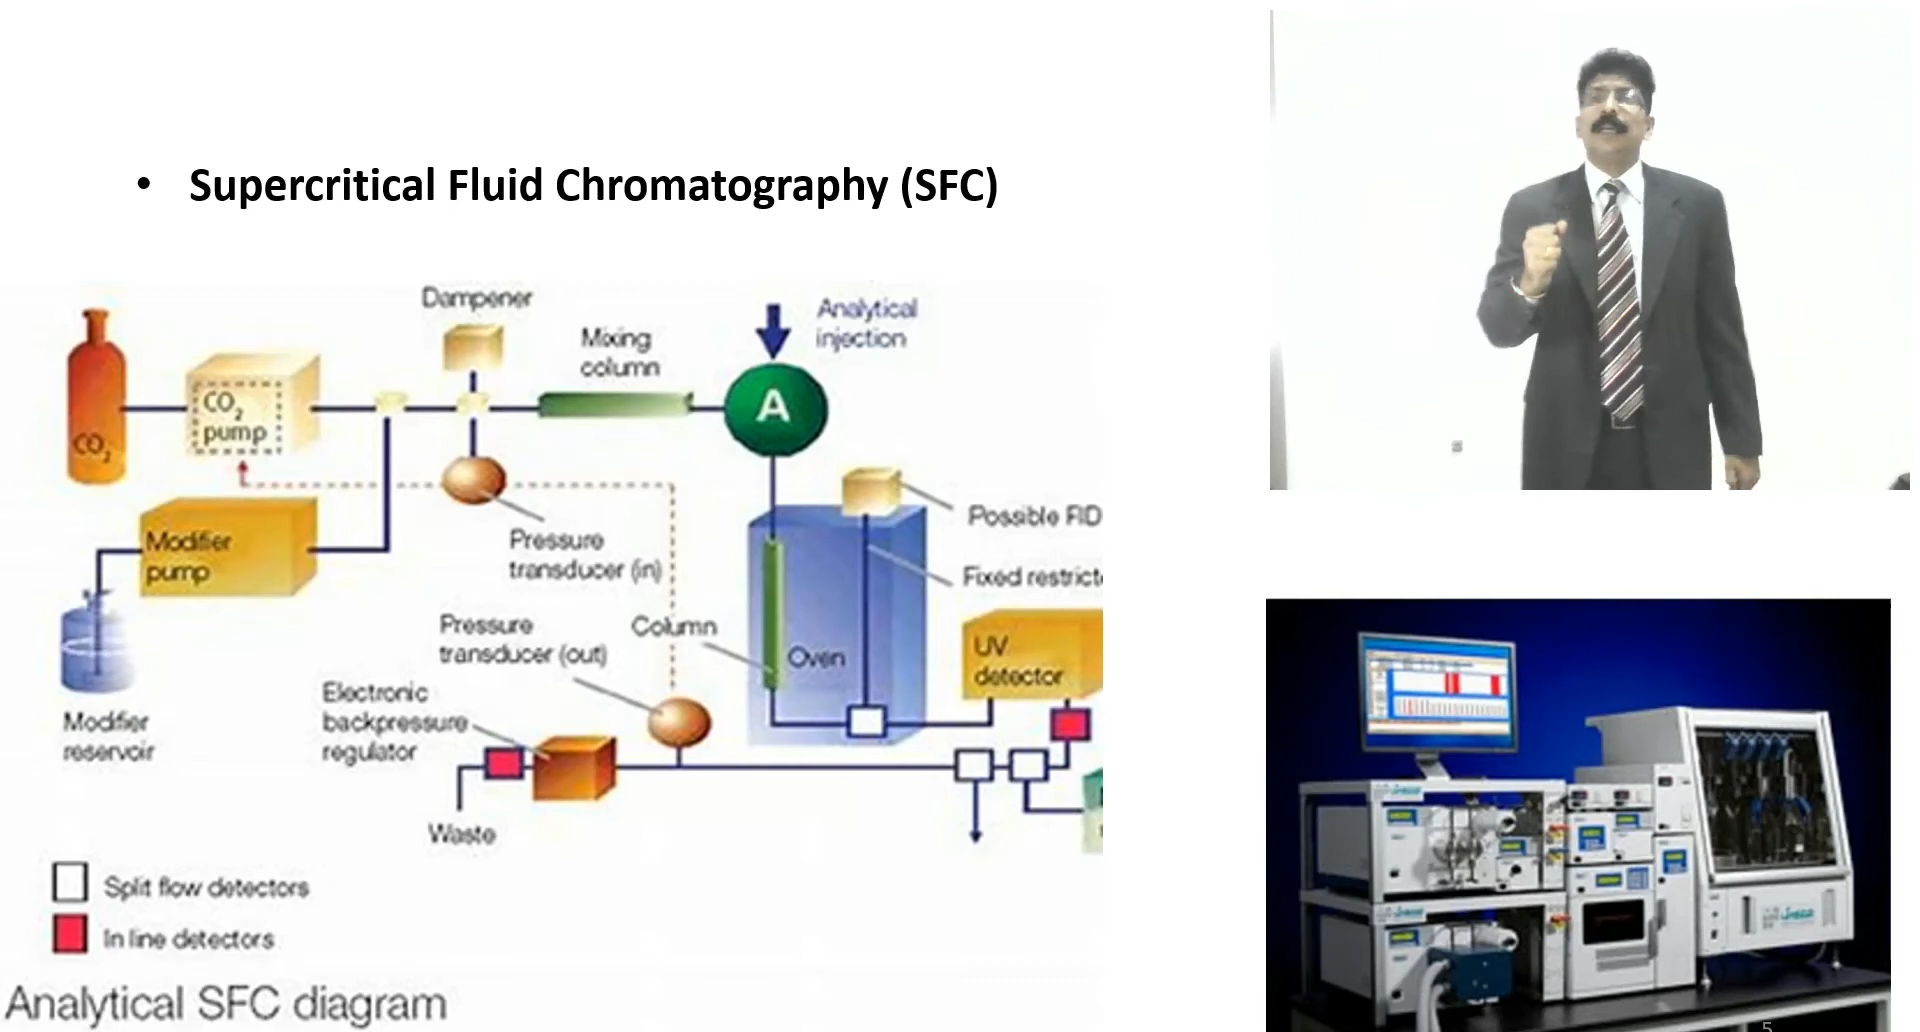 • Supercritical Fluid Chromatography (SFC)
Dampener
Mixing
column
Analytical
injection
CO2
CO2
pump
A
Possible FID
Modifier
pump
Pressure
transducer (in)
Fixed restrict
Pressure
transducer (out)
Column
Oven
UV
detector
Electronic
backpressure
regulator
Modifier
reservoir
Waste
Split flow detectors
In line detectors
Analytical SFC diagram
5